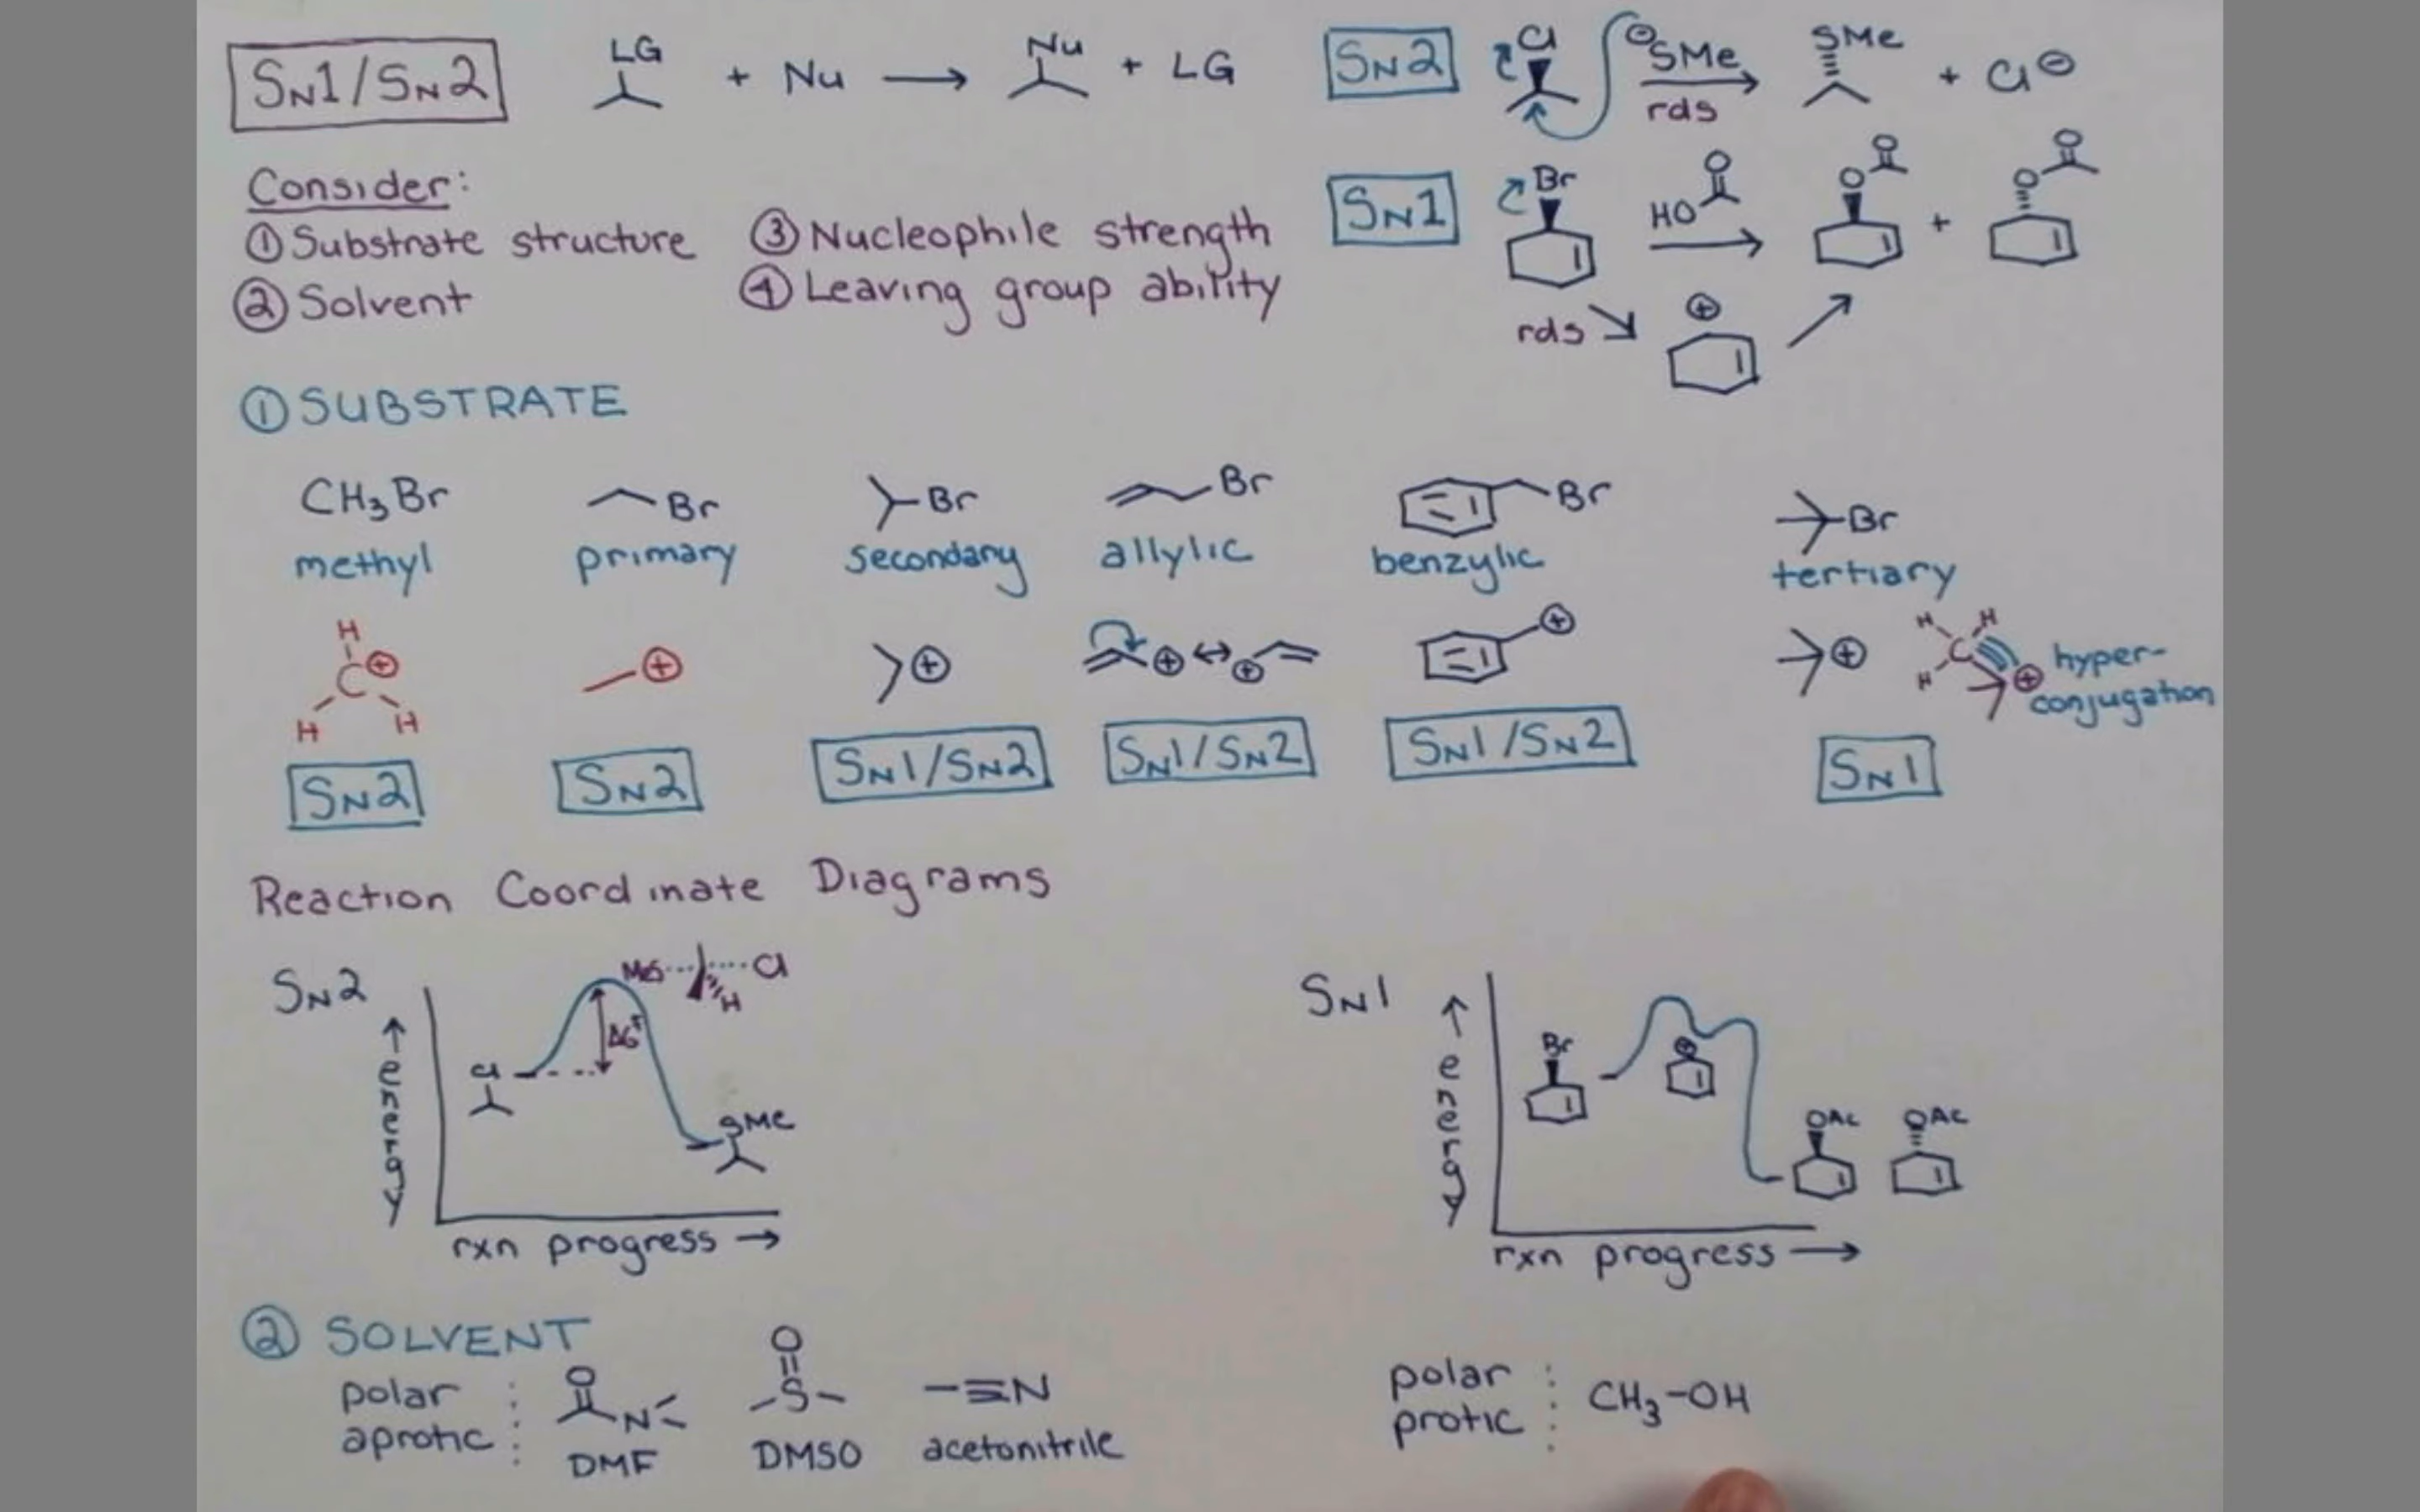 SN1/SN2
LG + Nu → Nu + LG
SN2 Cl ⊖SMe rds SMe + Cl⊖
Consider:
① Substrate structure
② Solvent
③ Nucleophile strength
④ Leaving group ability
SN1 Br HO O O O + O O
rds ⊕
① SUBSTRATE
CH3Br Br Br Br Br Br
methyl primary secondary allylic benzylic tertiary
H C⊕ H H ⊕ ⊕ ⊕ ↔ ⊕ ⊕ ⊕ H H C H ⊕ hyper-
conjugation
SN2 SN2 SN1/SN2 SN1/SN2 SN1/SN2 SN1
Reaction Coordinate Diagrams
SN2
← energy
Cl
ΔG‡
MeS Cl
H
SMe
rxn progress →
SN1
← energy
Br
⊕
OAc OAc
rxn progress →
② SOLVENT
polar
aprotic :
O N
DMF
O S
DMSO
≡N
acetonitrile
polar
protic : CH3-OH